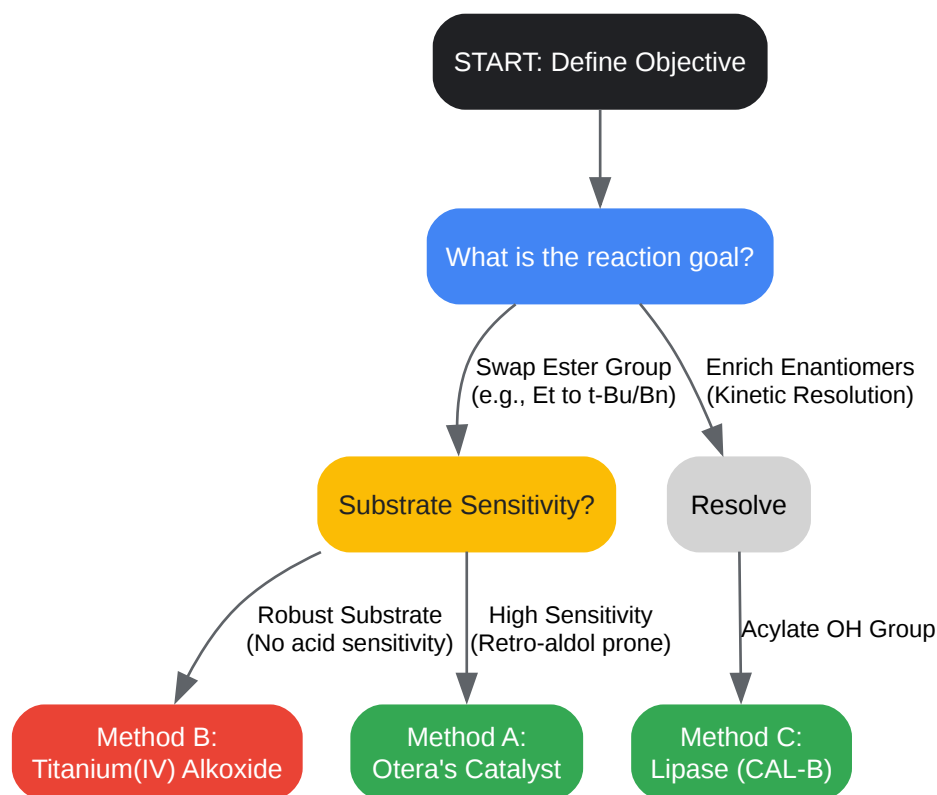 START: Define Objective
What is the reaction goal?
Swap Ester Group
(e.g., Et to t-Bu/Bn)
Enrich Enantiomers
(Kinetic Resolution)
Substrate Sensitivity?
Resolve
Robust Substrate
(No acid sensitivity)
High Sensitivity
(Retro-aldol prone)
Acylate OH Group
Method B:
Titanium(IV) Alkoxide
Method A:
Otera's Catalyst
Method C:
Lipase (CAL-B)